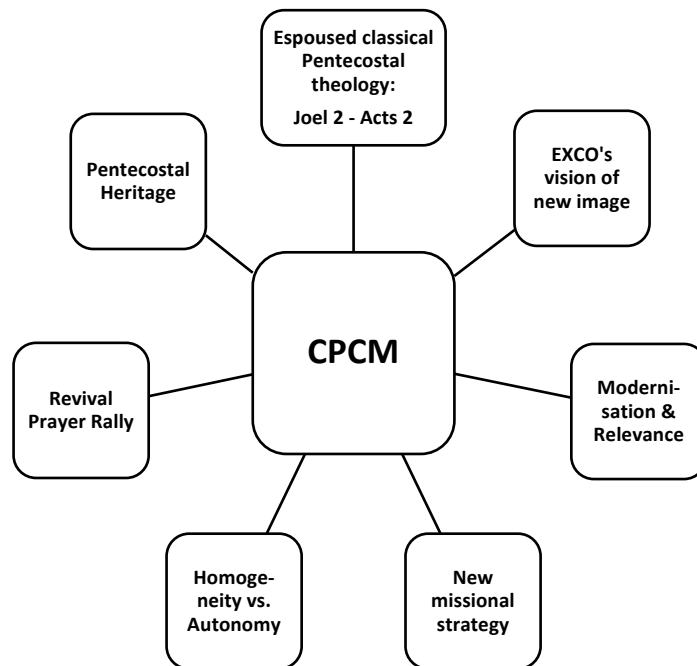 Espoused classical
Pentecostal
theology:
Joel 2 - Acts 2
Pentecostal
Heritage
EXCO's
vision of
new image
CPCM
Revival
Prayer Rally
Moderni-
sation &
Relevance
Homoge-
neity vs.
Autonomy
New
missional
strategy